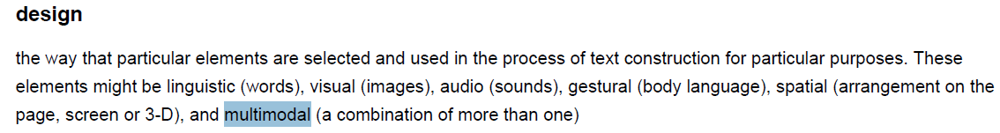 design
the way that particular elements are selected and used in the process of text construction for particular purposes. These
elements might be linguistic (words), visual (images), audio (sounds), gestural (body language), spatial (arrangement on the
page, screen or 3-D), and multimodal (a combination of more than one)